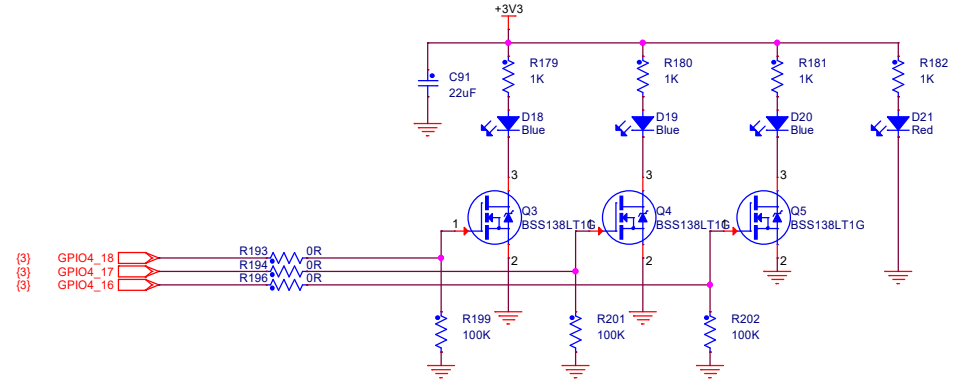 +3V3
R179
1K
R180
1K
R181
1K
R182
1K
C91
22uF
D18
Blue
D19
Blue
D20
Blue
D21
Red
3
3
3
Q3
BSS138LT1G
Q4
BSS138LT1G
Q5
BSS138LT1G
1
1
1
2
2
2
{3} GPIO4_18 R193 0R
{3} GPIO4_17 R194 0R
{3} GPIO4_16 R196 0R
R199
100K
R201
100K
R202
100K